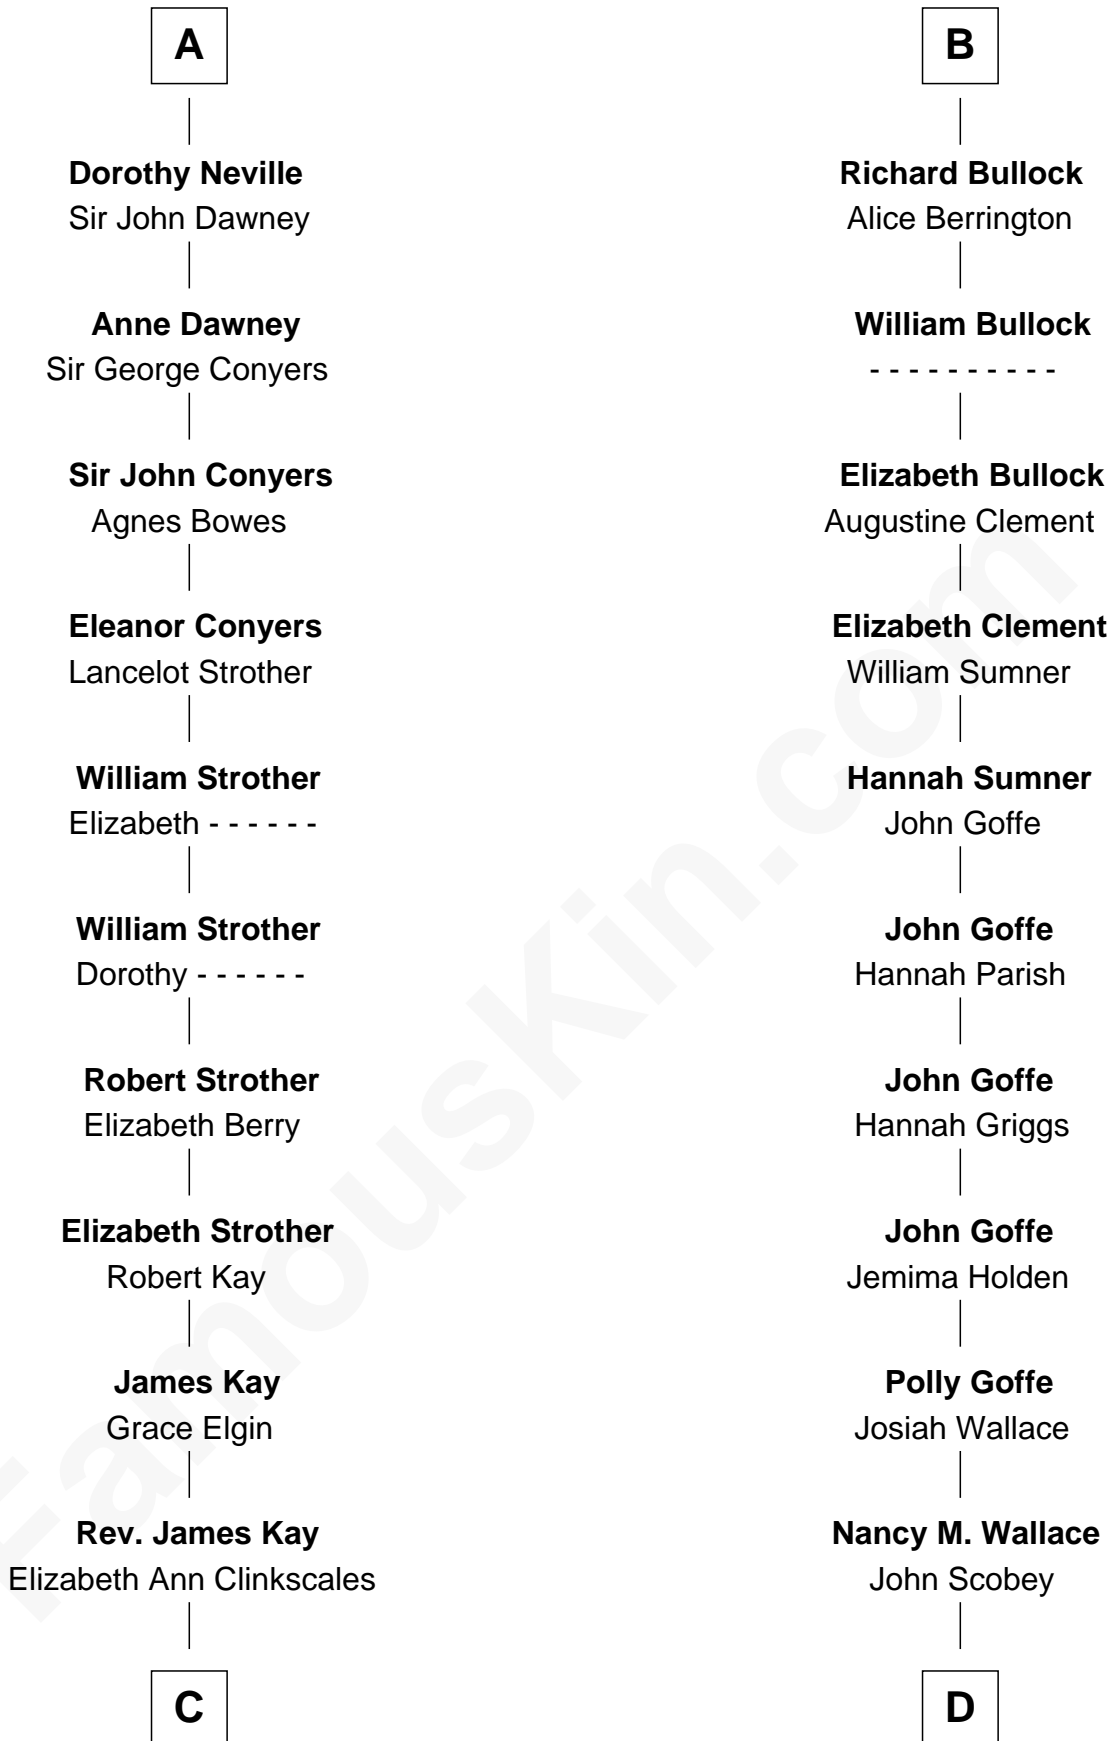 A
Dorothy Neville
Sir John Dawney
Anne Dawney
Sir George Conyers
Sir John Conyers
Agnes Bowes
Eleanor Conyers
Lancelot Strother
William Strother
Elizabeth - - - - - -
William Strother
Dorothy - - - - - -
Robert Strother
Elizabeth Berry
Elizabeth Strother
Robert Kay
James Kay
Grace Elgin
Rev. James Kay
Elizabeth Ann Clinkscales
C
B
Richard Bullock
Alice Berrington
William Bullock
- - - - - - - - - -
Elizabeth Bullock
Augustine Clement
Elizabeth Clement
William Sumner
Hannah Sumner
John Goffe
John Goffe
Hannah Parish
John Goffe
Hannah Griggs
John Goffe
Jemima Holden
Polly Goffe
Josiah Wallace
Nancy M. Wallace
John Scobey
D
FamousKin.com